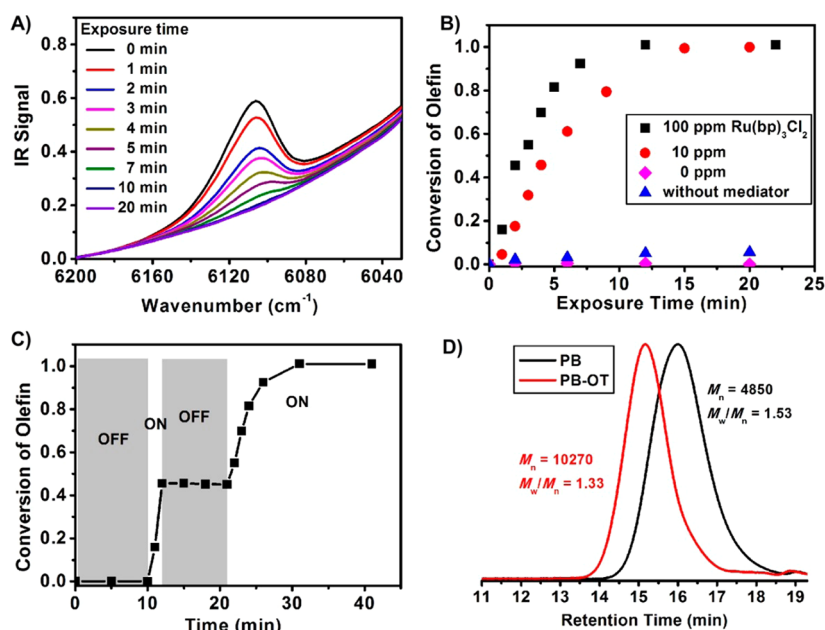 A)
Exposure time
0 min
1 min
2 min
3 min
4 min
5 min
7 min
10 min
20 min
0.8
0.4
0.0
IR Signal
6200 6160 6120 6080 6040
Wavenumber (cm⁻¹)
B)
1.0
0.8
0.6
0.4
0.2
0.0
Conversion of Olefin
100 ppm Ru(bp)₃Cl₂
10 ppm
0 ppm
without mediator
0 5 10 15 20 25
Exposure Time (min)
C)
1.0
0.8
0.6
0.4
0.2
0.0
Conversion of Olefin
OFF
ON
OFF
ON
0 10 20 30 40
Time (min)
D)
PB
PB-OT
Mₙ = 4850
M_w/Mₙ = 1.53
Mₙ = 10270
M_w/Mₙ = 1.33
11 12 13 14 15 16 17 18 19
Retention Time (min)